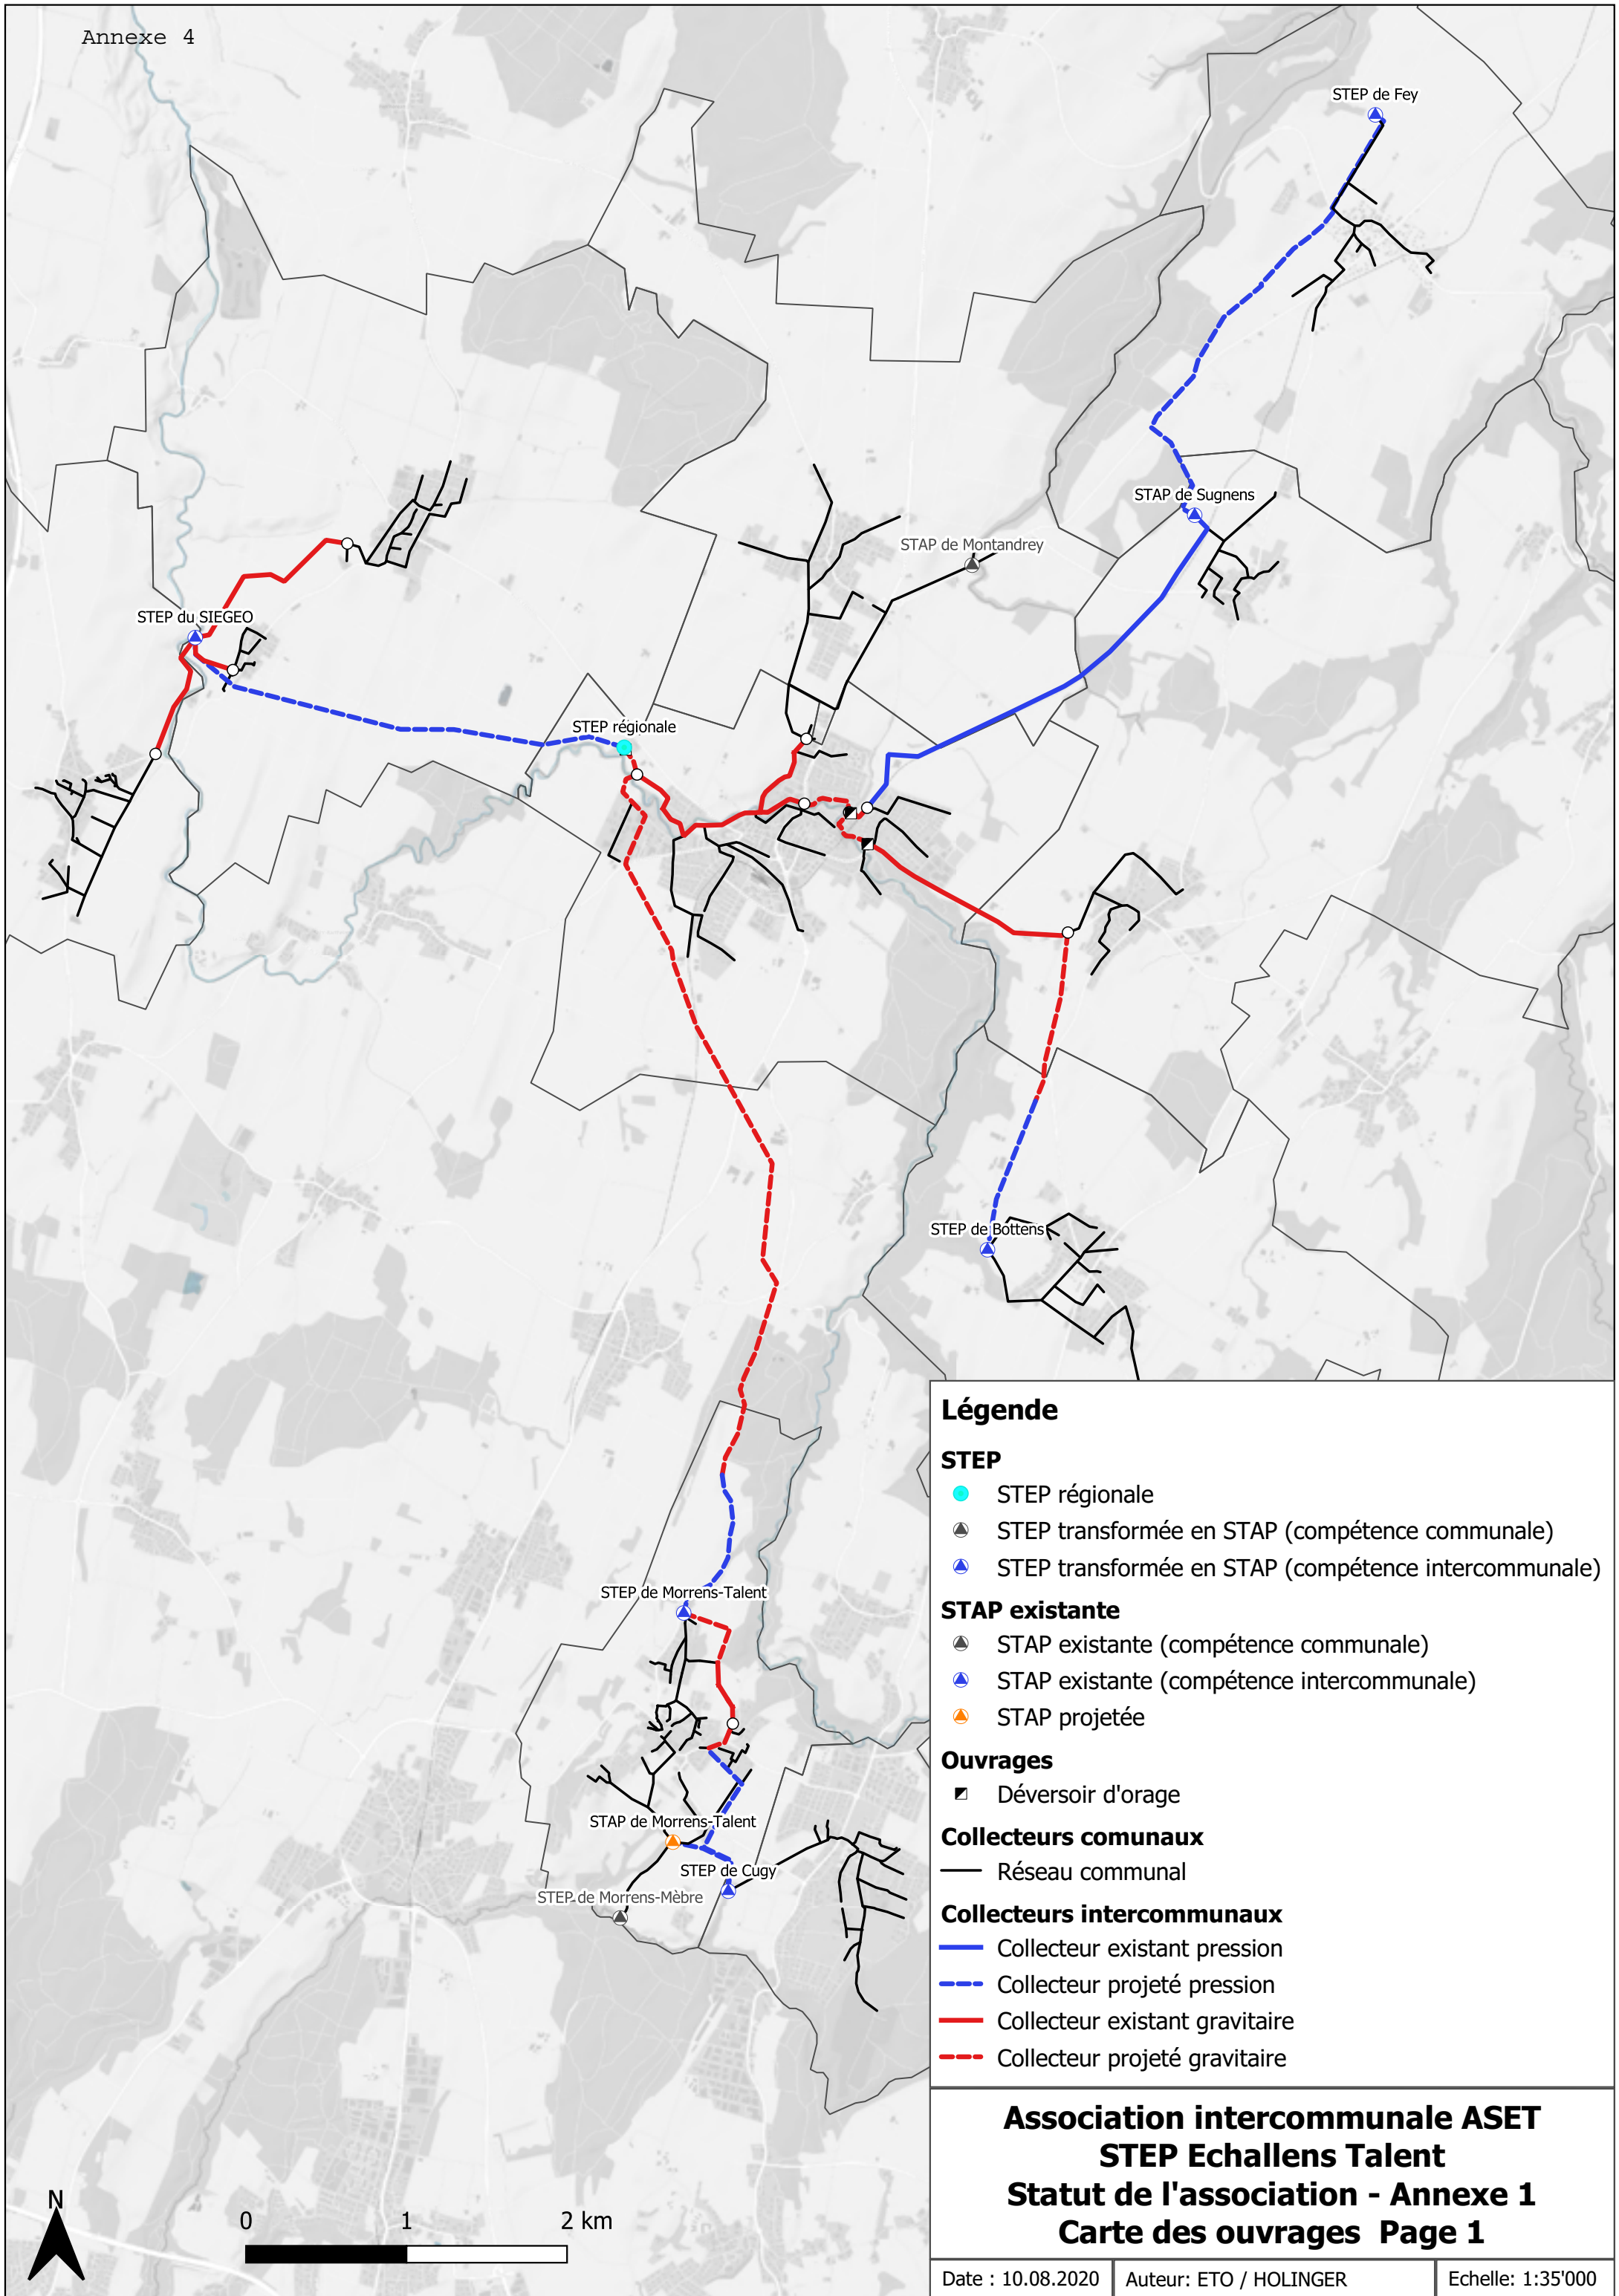 Annexe 4
STEP de Fey
STAP de Sugnens
STAP de Montandrey
STEP du SIEGEO
STEP régionale
STEP de Bottens
STEP de Morrens-Talent
STAP de Morrens-Talent
STEP de Cugy
STEP de Morrens-Mèbre
Légende
STEP
STEP régionale
STEP transformée en STAP (compétence communale)
STEP transformée en STAP (compétence intercommunale)
STAP existante
STAP existante (compétence communale)
STAP existante (compétence intercommunale)
STAP projetée
Ouvrages
Déversoir d'orage
Collecteurs comunaux
Réseau communal
Collecteurs intercommunaux
Collecteur existant pression
Collecteur projeté pression
Collecteur existant gravitaire
Collecteur projeté gravitaire
Association intercommunale ASET
STEP Echallens Talent
Statut de l'association - Annexe 1
Carte des ouvrages Page 1
Date : 10.08.2020 Auteur: ETO / HOLINGER Echelle: 1:35'000
N
0 1 2 km